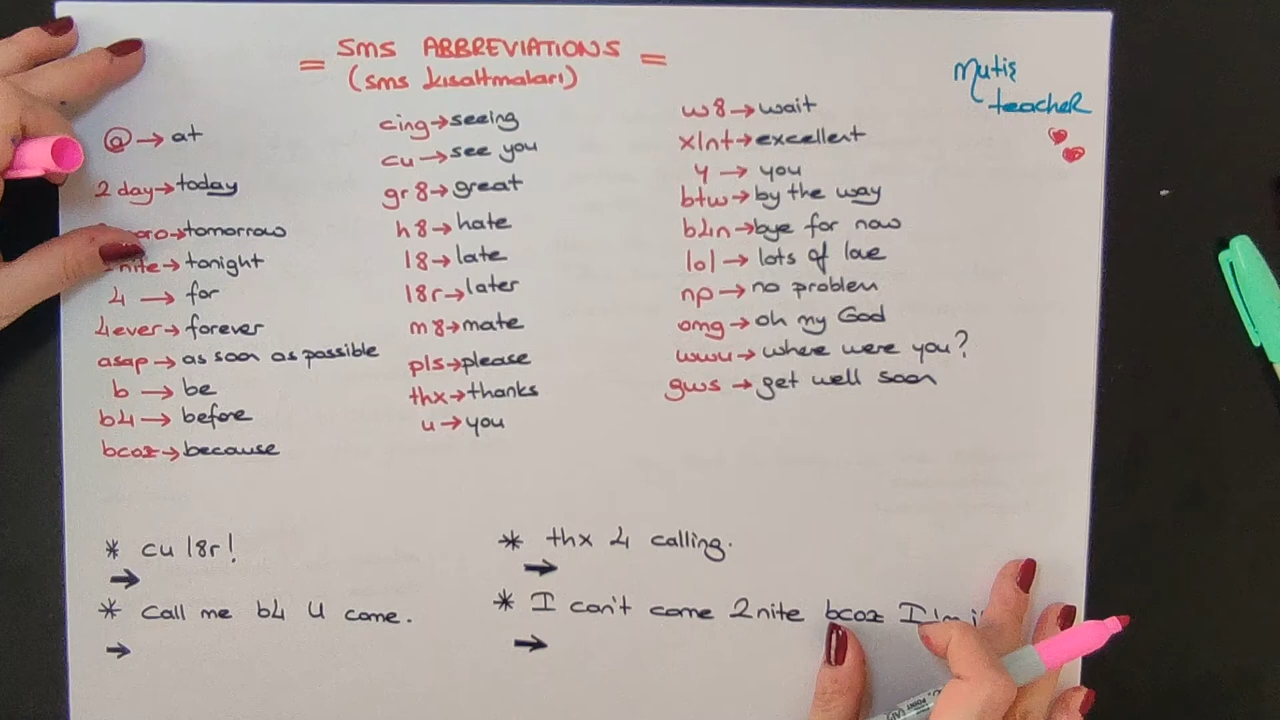 = SMS ABBREVIATIONS =
(sms kısaltmaları)
Mutiş
teacher
@ → at
2 day → today
→ tomorrow
nite → tonight
4 → for
4ever → forever
asap → as soon as possible
b → be
b4 → before
bcoz → because
cing → seeing
cu → see you
gr8 → great
h8 → hate
l8 → late
l8r → later
m8 → mate
pls → please
thx → thanks
u → you
w8 → wait
xlnt → excellent
y → you
btw → by the way
b4n → bye for now
lol → lots of love
np → no problem
omg → oh my God
wwu → where were you?
gws → get well soon
* cu l8r!
→
* Call me b4 u come.
→
* thx 4 calling.
→
* I can't come 2nite bcoz I'm
→